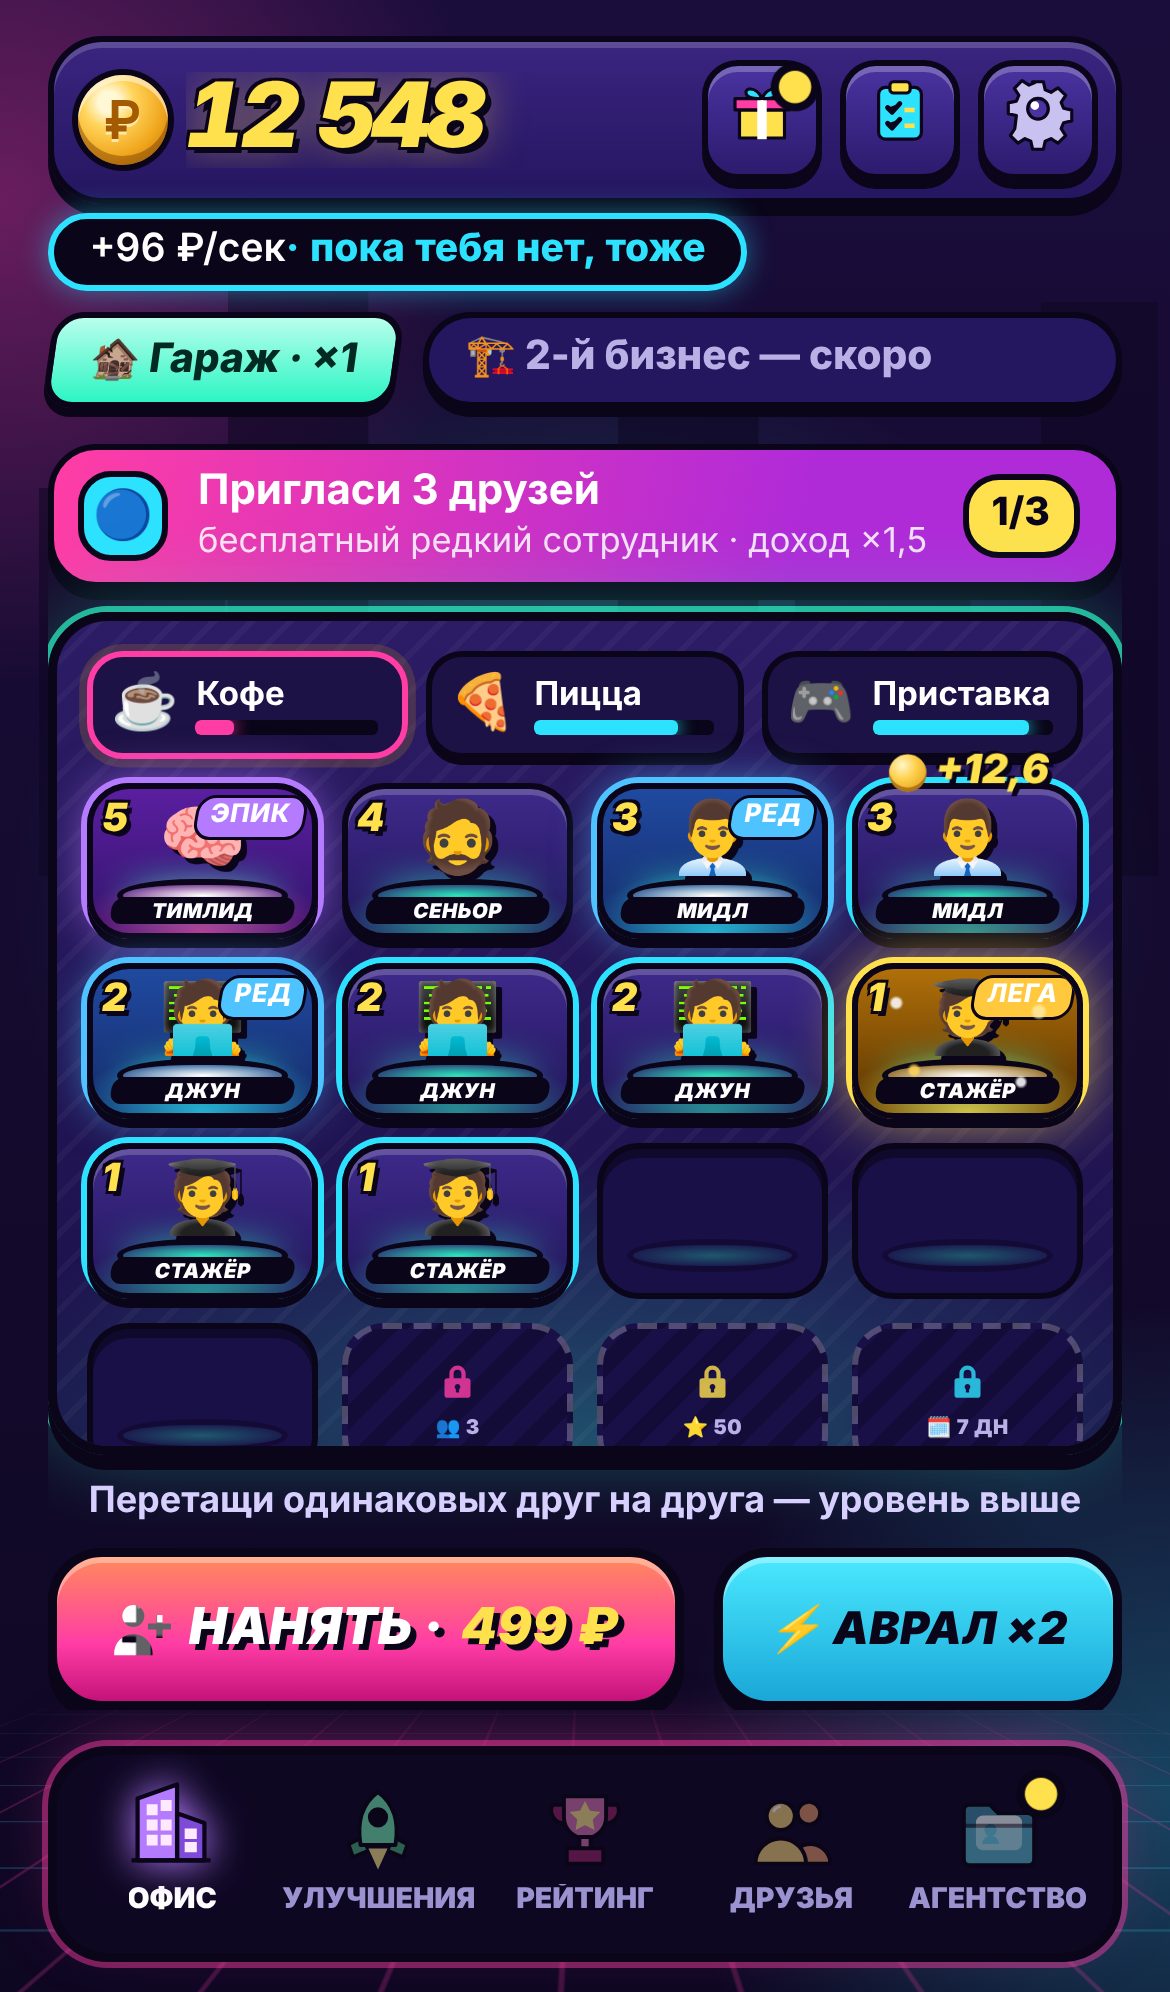 ₽ 12 548
+96 ₽/сек· пока тебя нет, тоже
Гараж · ×1
2-й бизнес — скоро
Пригласи 3 друзей
бесплатный редкий сотрудник · доход ×1,5
1/3
Кофе
Пицца
Приставка
+12,6
5 ЭПИК
ТИМЛИД
4
СЕНЬОР
3 РЕД
МИДЛ
3
МИДЛ
2 РЕД
ДЖУН
2
ДЖУН
2
ДЖУН
1 ЛЕГА
СТАЖЁР
1
СТАЖЁР
1
СТАЖЁР
3
50
7 ДН
Перетащи одинаковых друг на друга — уровень выше
НАНЯТЬ · 499 ₽
АВРАЛ ×2
ОФИС
УЛУЧШЕНИЯ
РЕЙТИНГ
ДРУЗЬЯ
АГЕНТСТВО